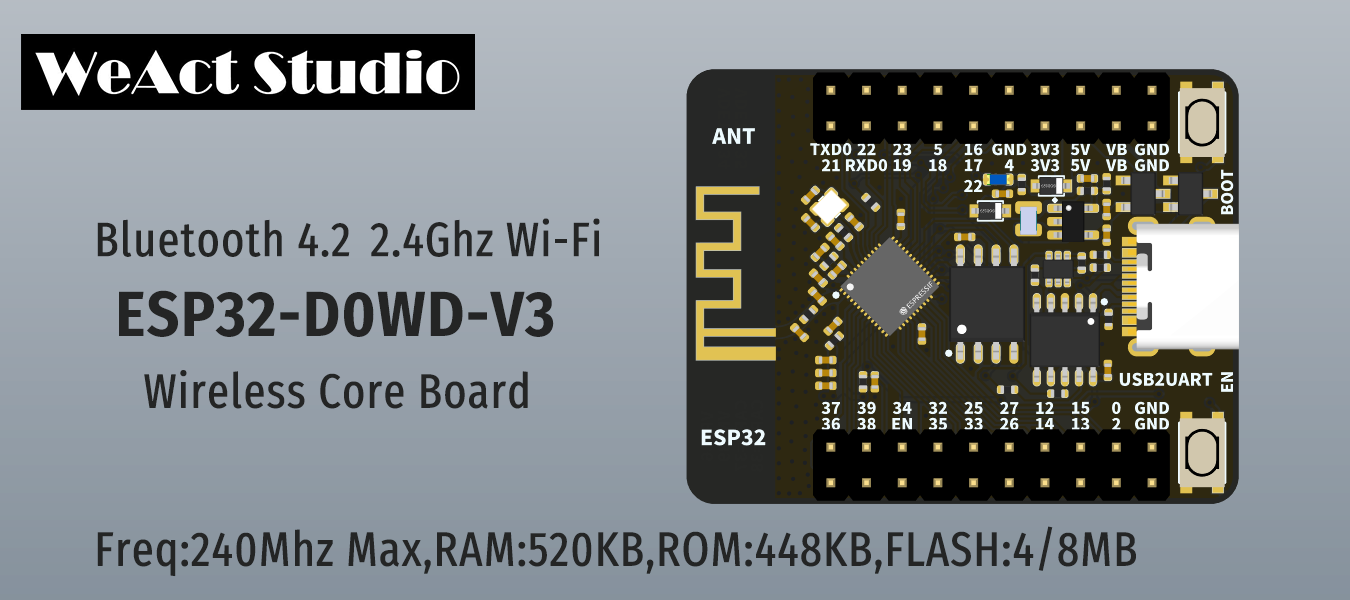 WeAct Studio
Bluetooth 4.2 2.4Ghz Wi-Fi
ESP32-D0WD-V3
Wireless Core Board
Freq:240Mhz Max,RAM:520KB,ROM:448KB,FLASH:4/8MB
ANT
TXD0 22 23 5 16 GND 3V3 5V VB GND
21 RXD0 19 18 17 4 3V3 5V VB GND
22
BOOT
ESPRESSIF
USB2UART
EN
37 39 34 32 25 27 12 15 0 GND
36 38 EN 35 33 26 14 13 2 GND
ESP32